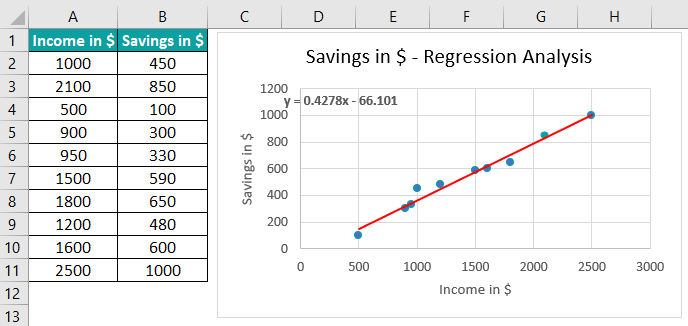 A B C D E F G H
1 Income in $ Savings in $
2 1000 450
3 2100 850
4 500 100
5 900 300
6 950 330
7 1500 590
8 1800 650
9 1200 480
10 1600 600
11 2500 1000
12
13
Savings in $ - Regression Analysis
1200
y = 0.4278x - 66.101
1000
800
600
400
200
0
Savings in $
0 500 1000 1500 2000 2500 3000
Income in $